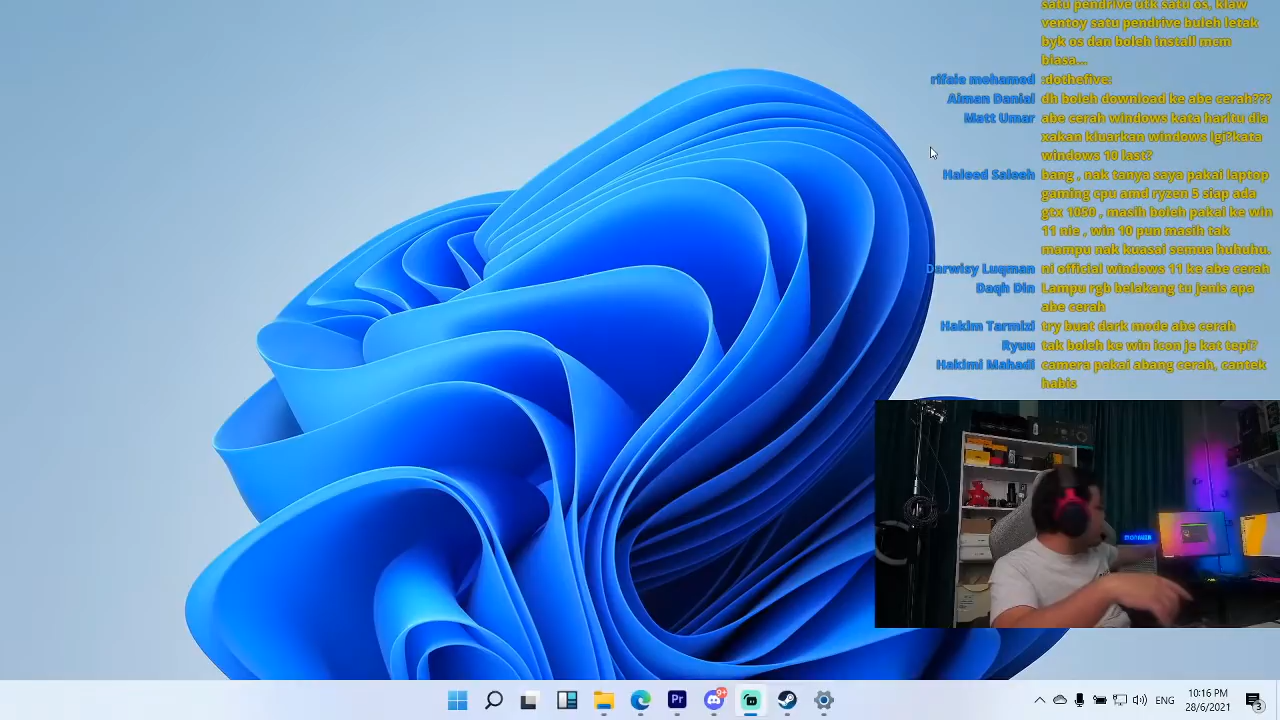 satu pendrive utk satu os, klaw
ventoy satu pendrive buleh letak
byk os dan boleh install mcm
biasa...
rifaie mohamed :dothefive:
Aiman Danial dh boleh download ke abe cerah???
Matt Umar abe cerah windows kata haritu dia
xakan kluarkan windows lgi?kata
windows 10 last?
Haleed Saleeh bang , nak tanya saya pakai laptop
gaming cpu amd ryzen 5 siap ada
gtx 1050 , masih boleh pakai ke win
11 nie , win 10 pun masih tak
mampu nak kuasai semua huhuhu.
Darwisy Luqman ni official windows 11 ke abe cerah
Daqh Din Lampu rgb belakang tu jenis apa
abe cerah
Hakim Tarmizi try buat dark mode abe cerah
Ryuu tak boleh ke win icon je kat tepi?
Hakimi Mahadi camera pakai abang cerah, cantek
habis
Pr
9+
ENG
10:16 PM
28/6/2021
3